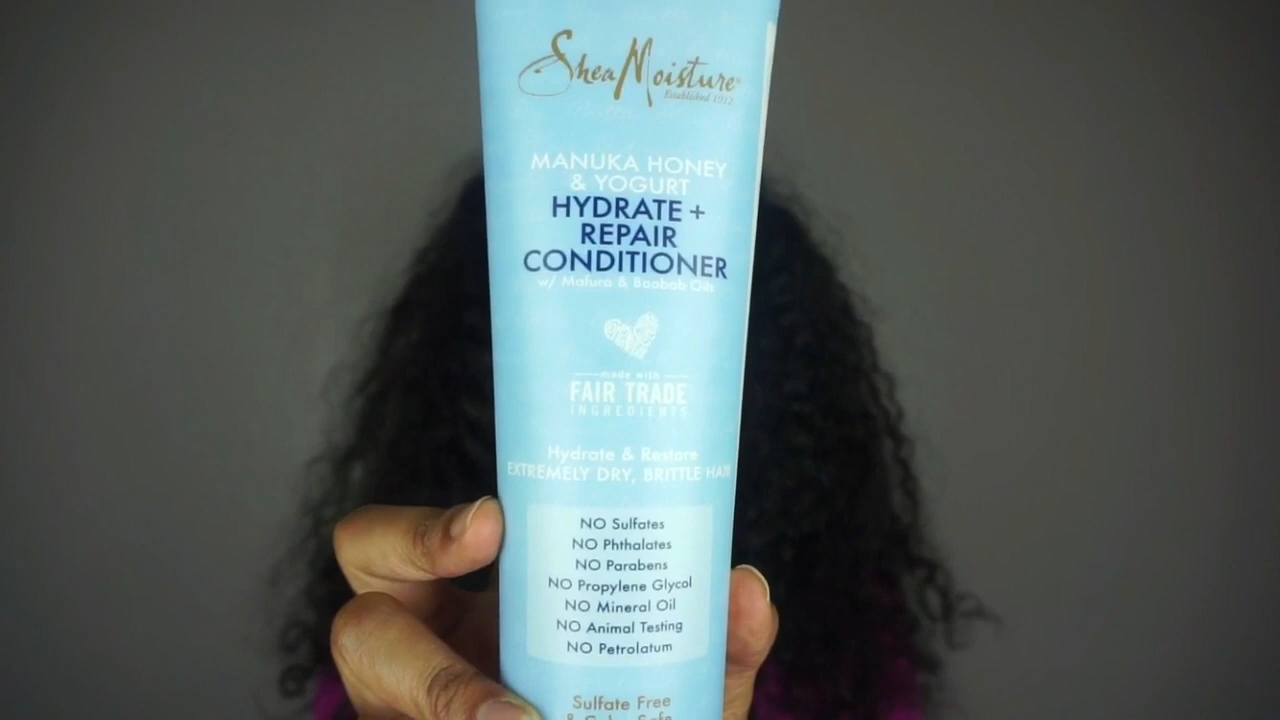 SheaMoisture
Established 1912
MANUKA HONEY
& YOGURT
HYDRATE +
REPAIR
CONDITIONER
w/ Mafura & Baobab Oils
made with
FAIR TRADE
INGREDIENTS
Hydrate & Restore
EXTREMELY DRY, BRITTLE HAIR
NO Sulfates
NO Phthalates
NO Parabens
NO Propylene Glycol
NO Mineral Oil
NO Animal Testing
NO Petrolatum
Sulfate Free
& Color Safe